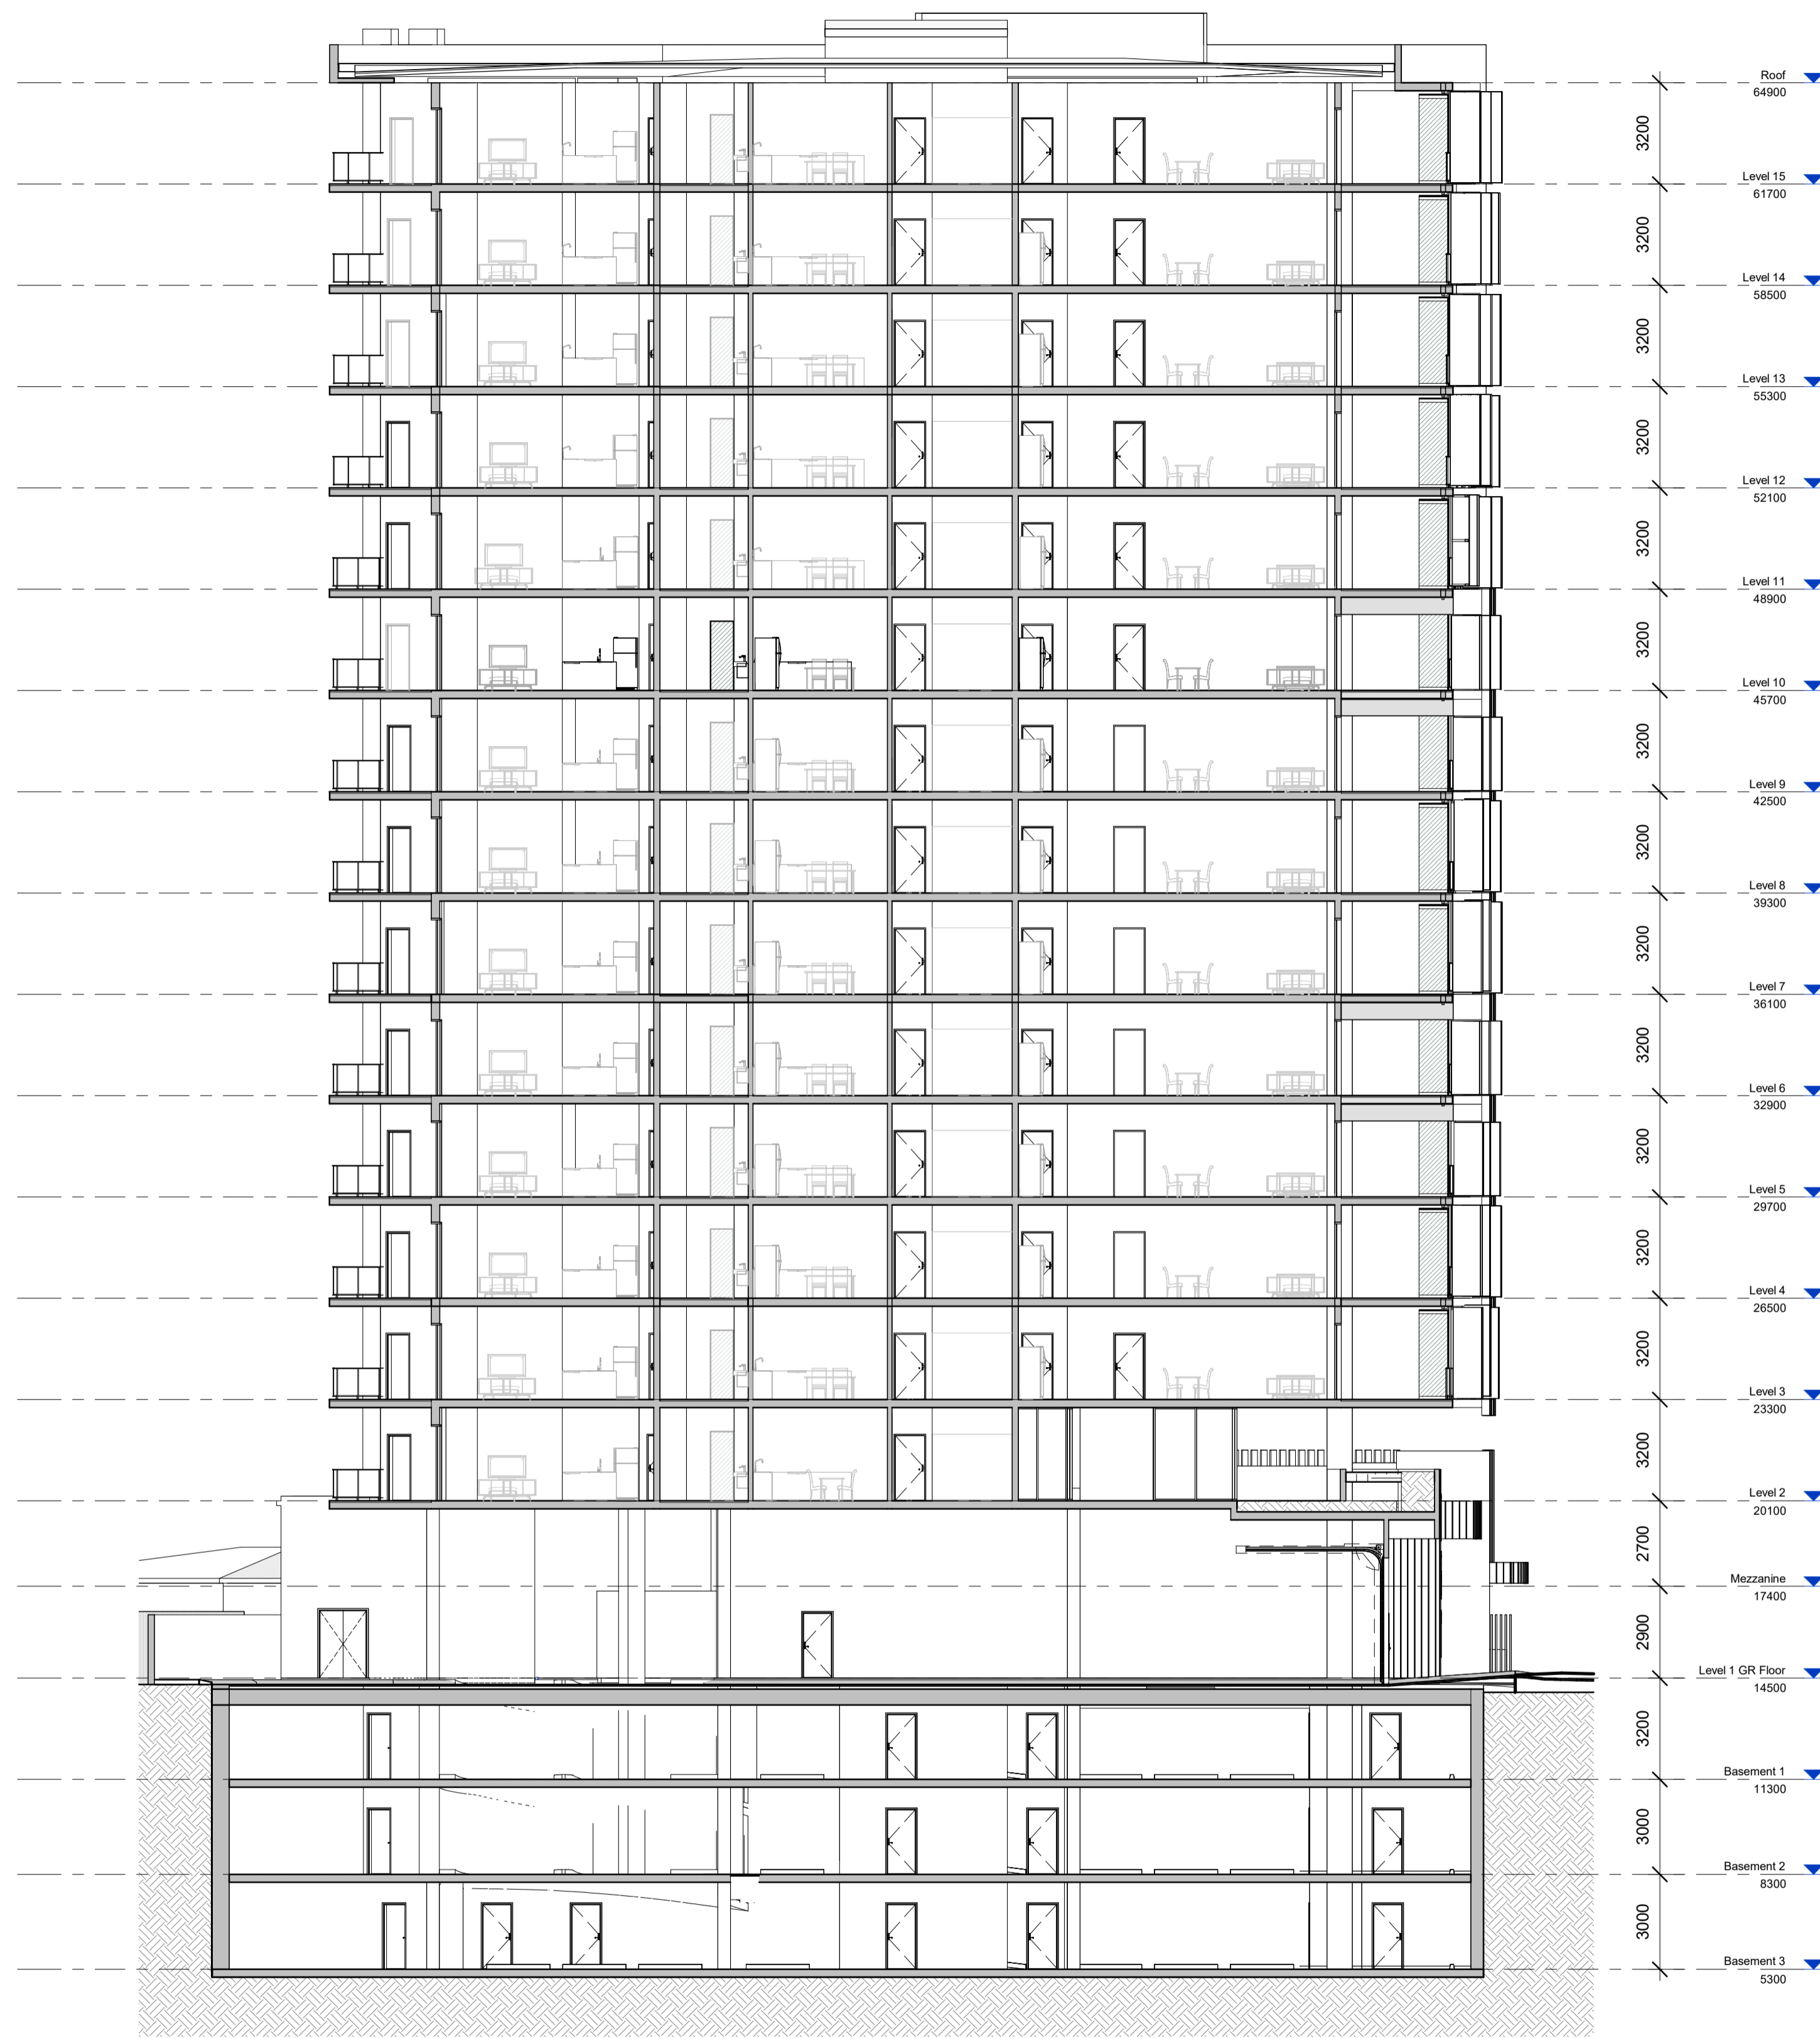 Roof
64900
3200
Level 15
61700
3200
Level 14
58500
3200
Level 13
55300
3200
Level 12
52100
3200
Level 11
48900
3200
Level 10
45700
3200
Level 9
42500
3200
Level 8
39300
3200
Level 7
36100
3200
Level 6
32900
3200
Level 5
29700
3200
Level 4
26500
3200
Level 3
23300
3200
Level 2
20100
2700
Mezzanine
17400
2900
Level 1 GR Floor
14500
3200
Basement 1
11300
3000
Basement 2
8300
3000
Basement 3
5300